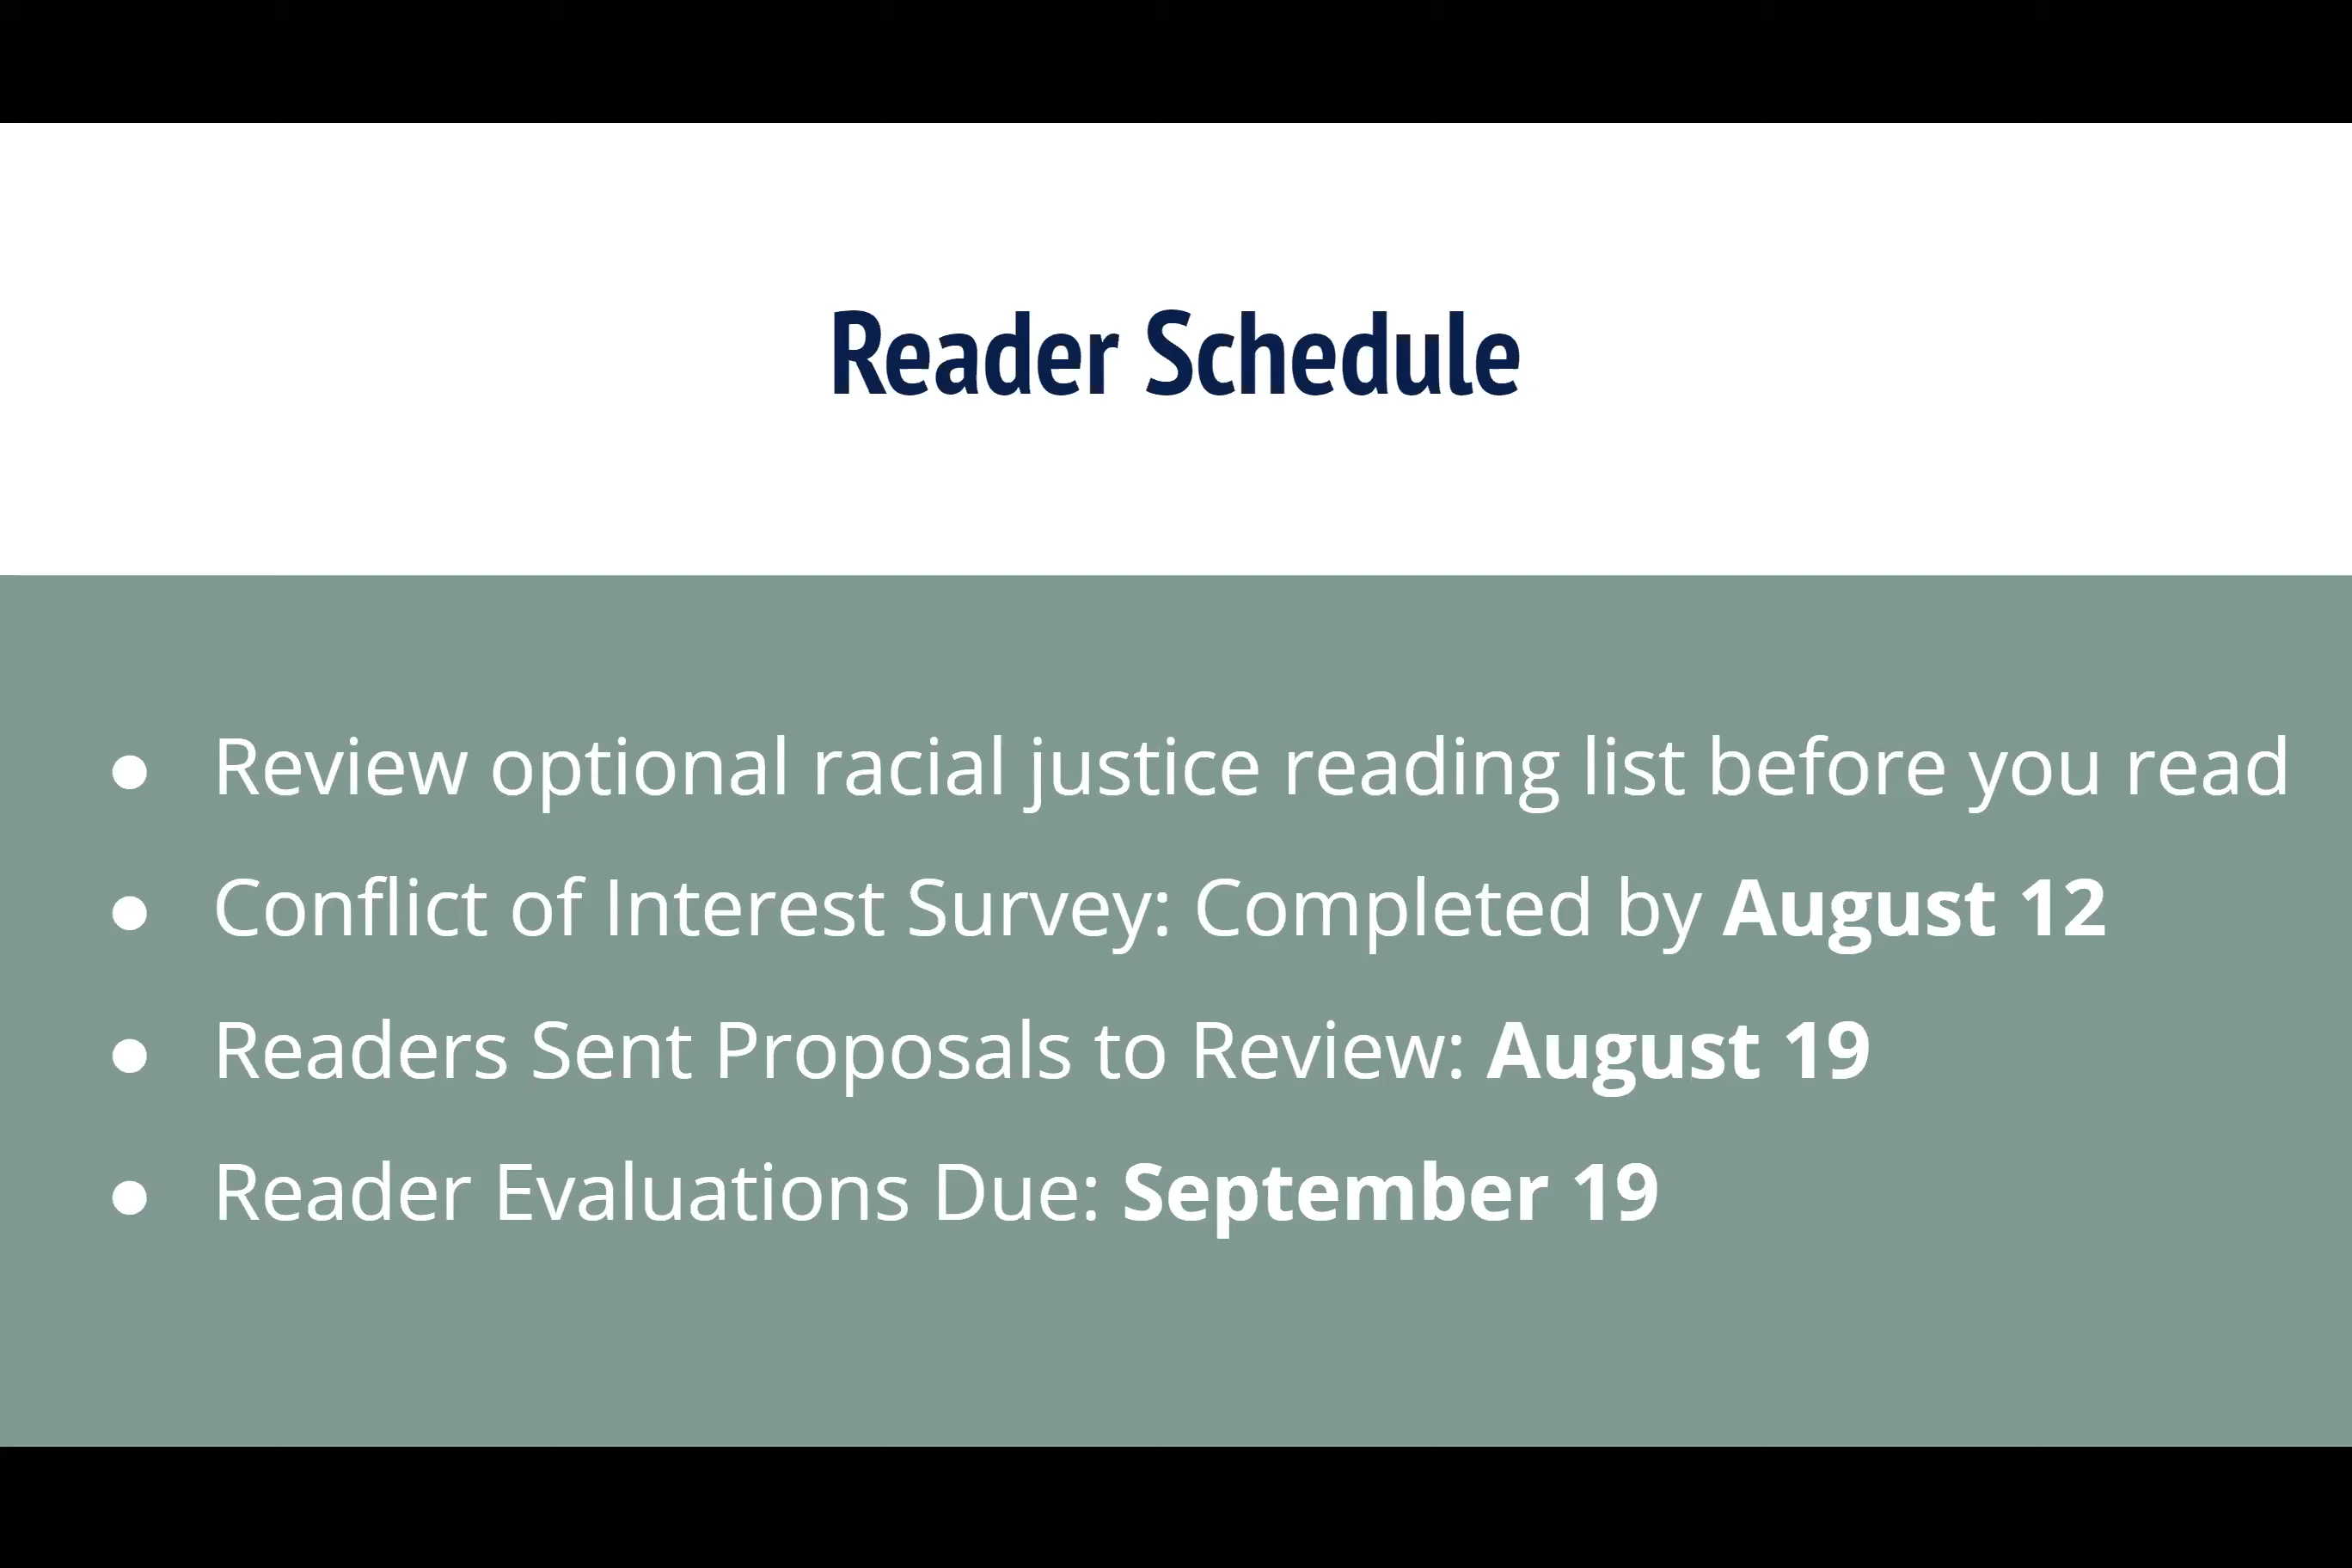 Reader Schedule
● Review optional racial justice reading list before you read
● Conflict of Interest Survey: Completed by August 12
● Readers Sent Proposals to Review: August 19
● Reader Evaluations Due: September 19